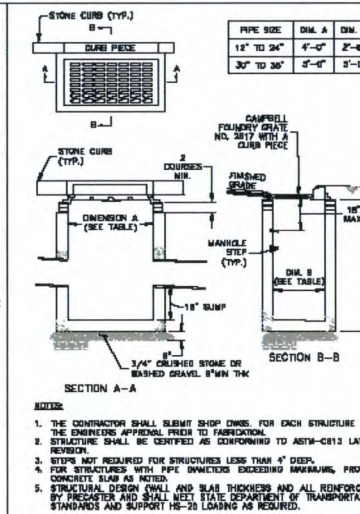 STONE CURB (TYP.)
B
CURB PIECE
A
A
B
PIPE SIZE DIM. A DIM.
12" TO 24" 4'-0"
30" TO 36"
STONE CURB
(TYP.)
2
COURSES
MIN.
CAMPBELL
FOUNDRY GRATE
NO. 2817 WITH A
CURB PIECE
FINISHED
GRADE
DIMENSION A
(SEE TABLE)
MANHOLE
STEP
(TYP.)
DIM. B
(SEE TABLE)
MAX
18" SUMP
3/4" CRUSHED STONE OR
WASHED GRAVEL 8"MIN THK
SECTION B-B
SECTION A-A
NOTES:
1. THE CONTRACTOR SHALL SUBMIT SHOP DWGS. FOR EACH STRUCTURE
THE ENGINEERS APPROVAL PRIOR TO FABRICATION.
2. STRUCTURE SHALL BE CERTIFIED AS CONFORMING TO ASTM-C913 LAT
REVISION.
3. STEPS NOT REQUIRED FOR STRUCTURES LESS THAN 4' DEEP.
4. FOR STRUCTURES WITH PIPE DIAMETERS EXCEEDING MAXIMUMS, PRO
CONCRETE SLAB AS NOTED.
5. STRUCTURAL DESIGN (WALL AND SLAB THICKNESS AND ALL REINFORC
BY PRECASTER AND SHALL MEET STATE DEPARTMENT OF TRANSPORTA
STANDARDS AND SUPPORT HS-20 LOADING AS REQUIRED.